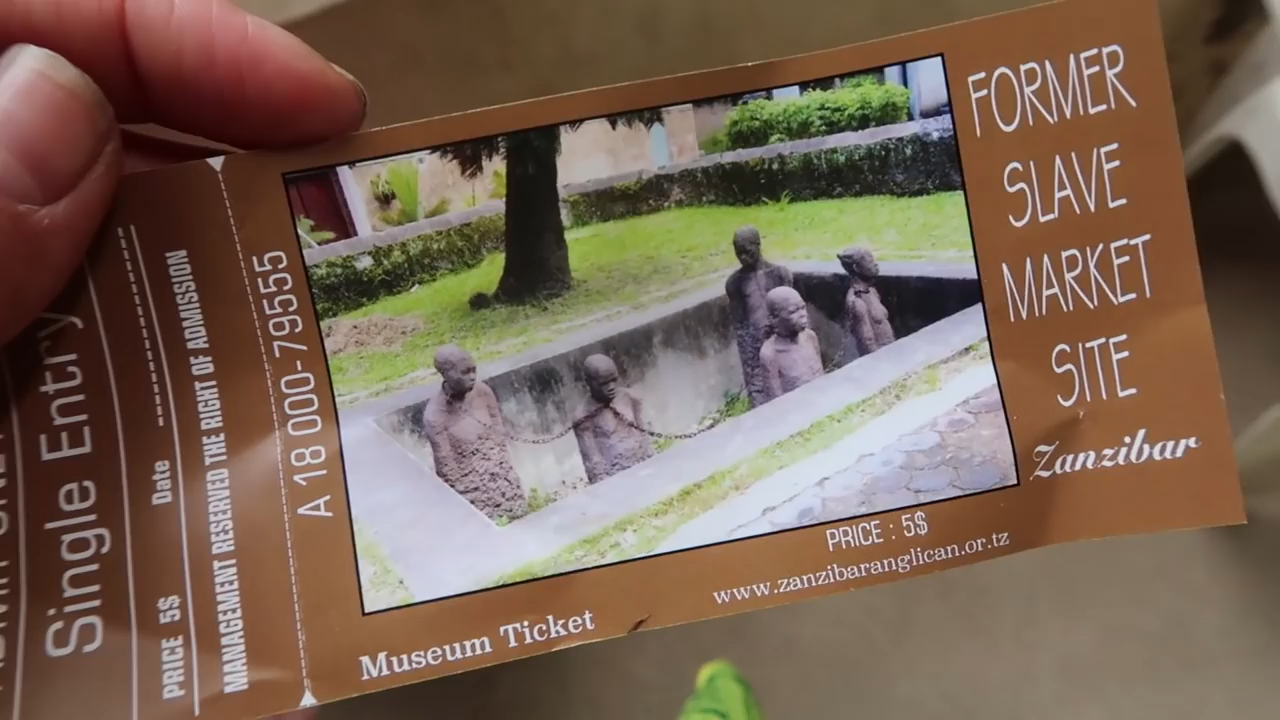 Single Entry
PRICE 5$ Date
MANAGEMENT RESERVED THE RIGHT OF ADMISSION
A 18 000-79555
FORMER
SLAVE
MARKET
SITE
Zanzibar
PRICE : 5$
www.zanzibaranglican.or.tz
Museum Ticket